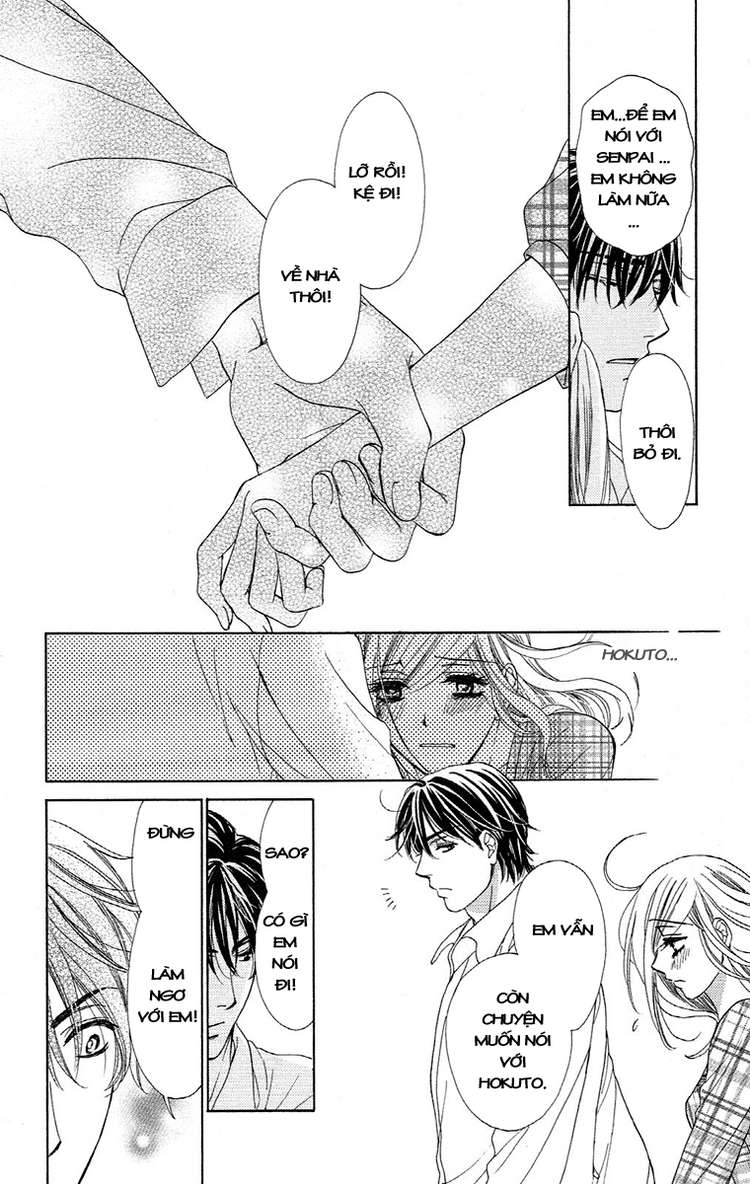 EM...ĐỂ EM
NÓI VỚI
SENPAI ...
EM KHÔNG
LÀM NỮA
...
THÔI
BỎ ĐI.
LỠ RỒI!
KỆ ĐI!
VỀ NHÀ
THÔI!
HOKUTO...
EM VẪN
CÒN
CHUYỆN
MUỐN NÓI
VỚI
HOKUTO.
SAO?
CÓ GÌ
EM
NÓI ĐI!
ĐỪNG
LÀM
NGƠ
VỚI EM!